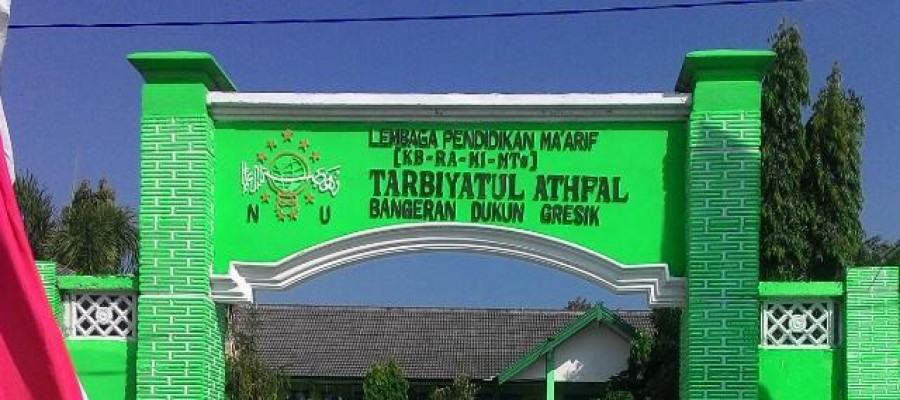 LEMBAGA PENDIDIKAN MA'ARIF
[KB-RA-MI-MTs]
TARBIYATUL ATHFAL
BANGERAN DUKUN GRESIK
N U